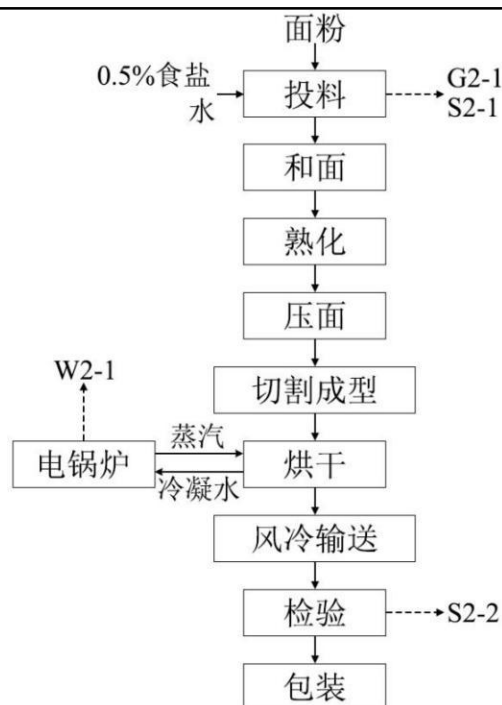 面粉
0.5%食盐
水
投料
G2-1
S2-1
和面
熟化
压面
W2-1
切割成型
电锅炉
蒸汽
冷凝水
烘干
风冷输送
检验
S2-2
包装